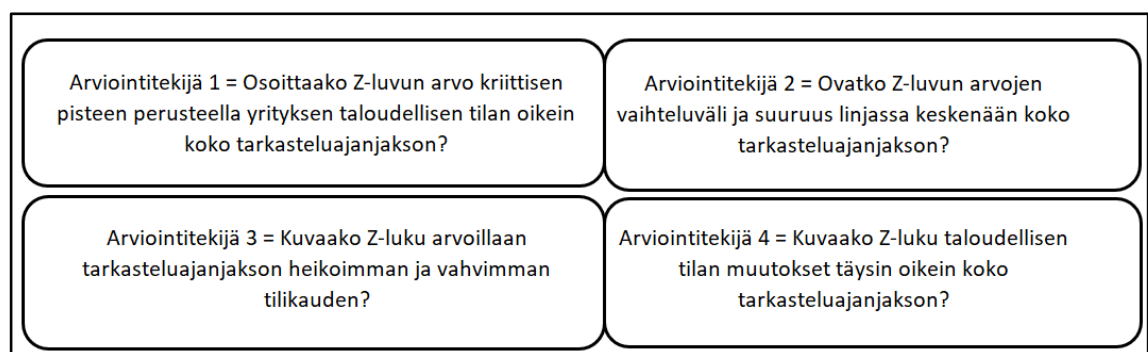 Arviointitekijä 1 = Osoittaako Z-luvun arvo kriittisen
pisteen perusteella yrityksen taloudellisen tilan oikein
koko tarkasteluajanjakson?
Arviointitekijä 2 = Ovatko Z-luvun arvojen
vaihteluväli ja suuruus linjassa keskenään koko
tarkasteluajanjakson?
Arviointitekijä 3 = Kuvaako Z-luku arvoillaan
tarkasteluajanjakson heikoimman ja vahvimman
tilikauden?
Arviointitekijä 4 = Kuvaako Z-luku taloudellisen
tilan muutokset täysin oikein koko
tarkasteluajanjakson?